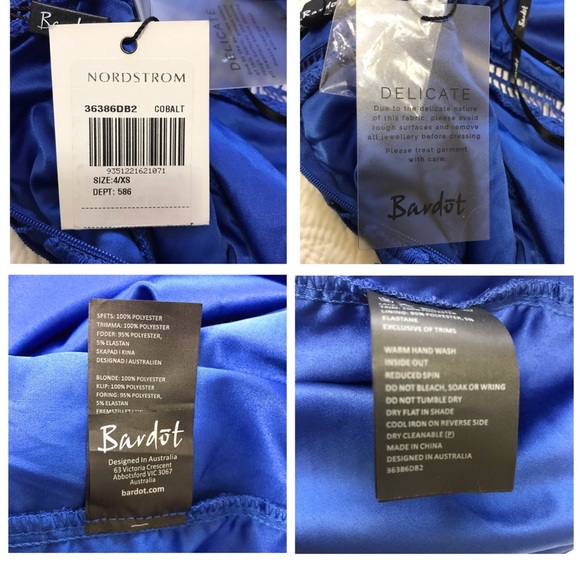 Bardot
DELICATE
NORDSTROM
36386DB2 COBALT
9351221621071
SIZE:4/XS
DEPT: 586
DELICATE
Due to the delicate nature
of this fabric, please avoid
rough surfaces and remove
all jewellery before dressing
Please treat garment
with care.
Bardot
SPETS: 100% POLYESTER
TRIMMA: 100% POLYESTER
FODER: 95% POLYESTER,
5% ELASTAN
SKAPAD I KINA
DESIGNAD I AUSTRALIEN
BLONDE: 100% POLYESTER
KLIP: 100% POLYESTER
FORING: 95% POLYESTER,
5% ELASTAN
Bardot
Designed In Australia
63 Victoria Crescent
Abbotsford VIC 3067
Australia
bardot.com
LINING: 95% POLYESTER, 5%
ELASTANE
EXCLUSIVE OF TRIMS
WARM HAND WASH
INSIDE OUT
REDUCED SPIN
DO NOT BLEACH, SOAK OR WRING
DO NOT TUMBLE DRY
DRY FLAT IN SHADE
COOL IRON ON REVERSE SIDE
DRY CLEANABLE (P)
MADE IN CHINA
DESIGNED IN AUSTRALIA
36386DB2